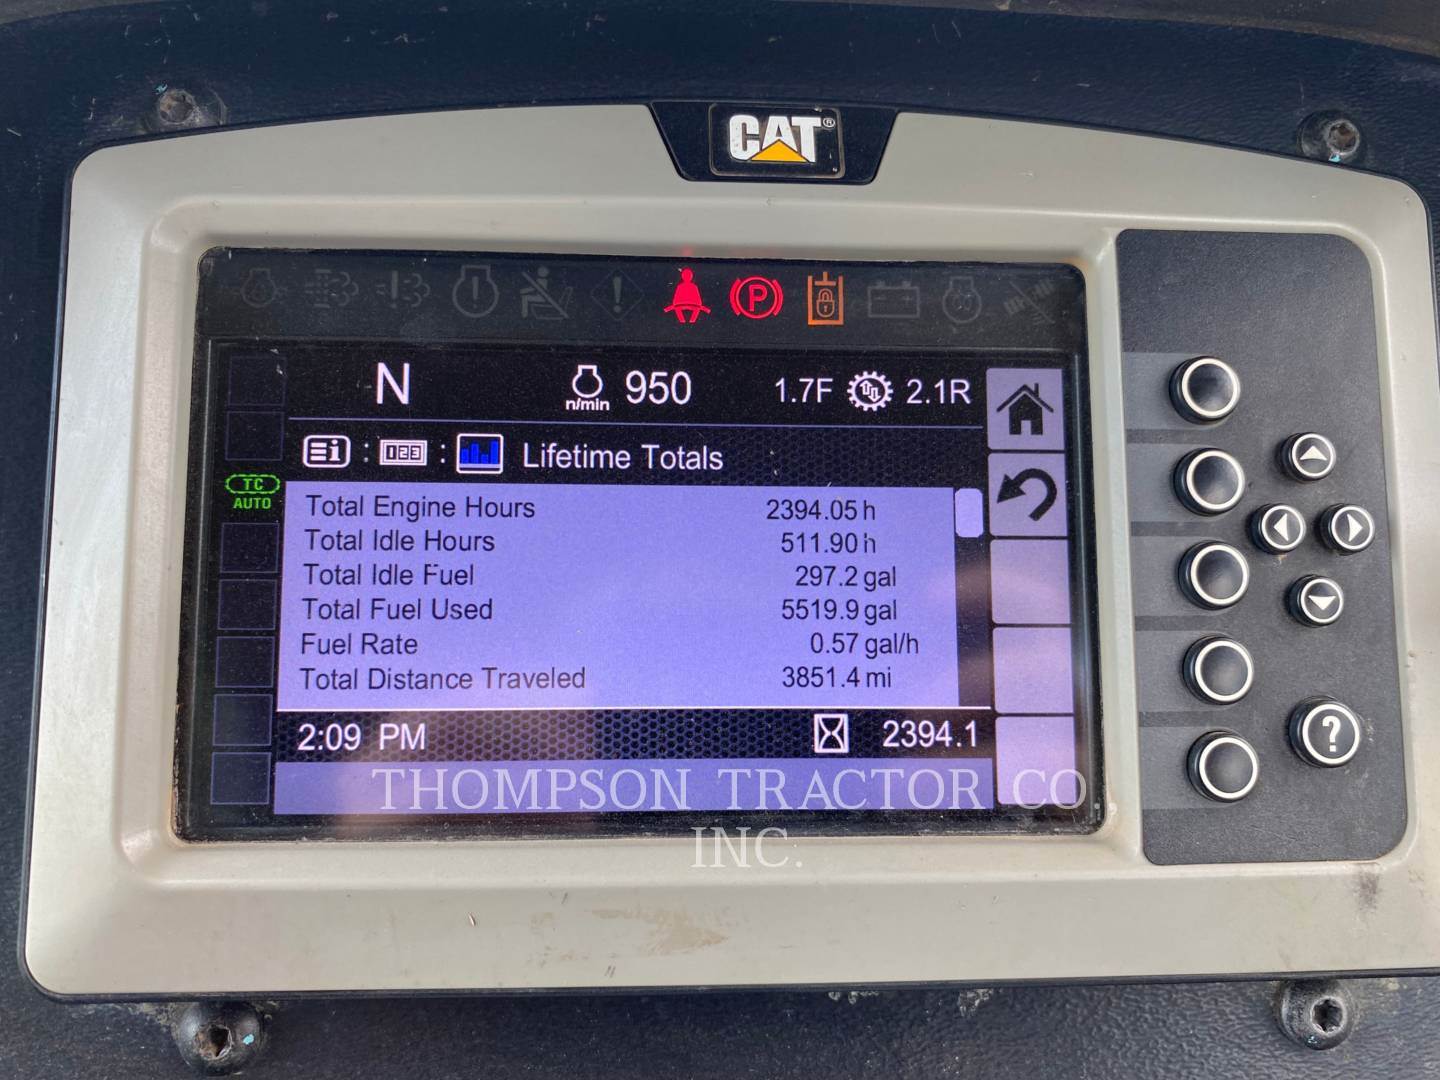 CAT®
N n/min 950 1.7F 2.1R
023 : Lifetime Totals
TC
AUTO
Total Engine Hours 2394.05 h
Total Idle Hours 511.90 h
Total Idle Fuel 297.2 gal
Total Fuel Used 5519.9 gal
Fuel Rate 0.57 gal/h
Total Distance Traveled 3851.4 mi
2:09 PM 2394.1
?
THOMPSON TRACTOR CO.
INC.